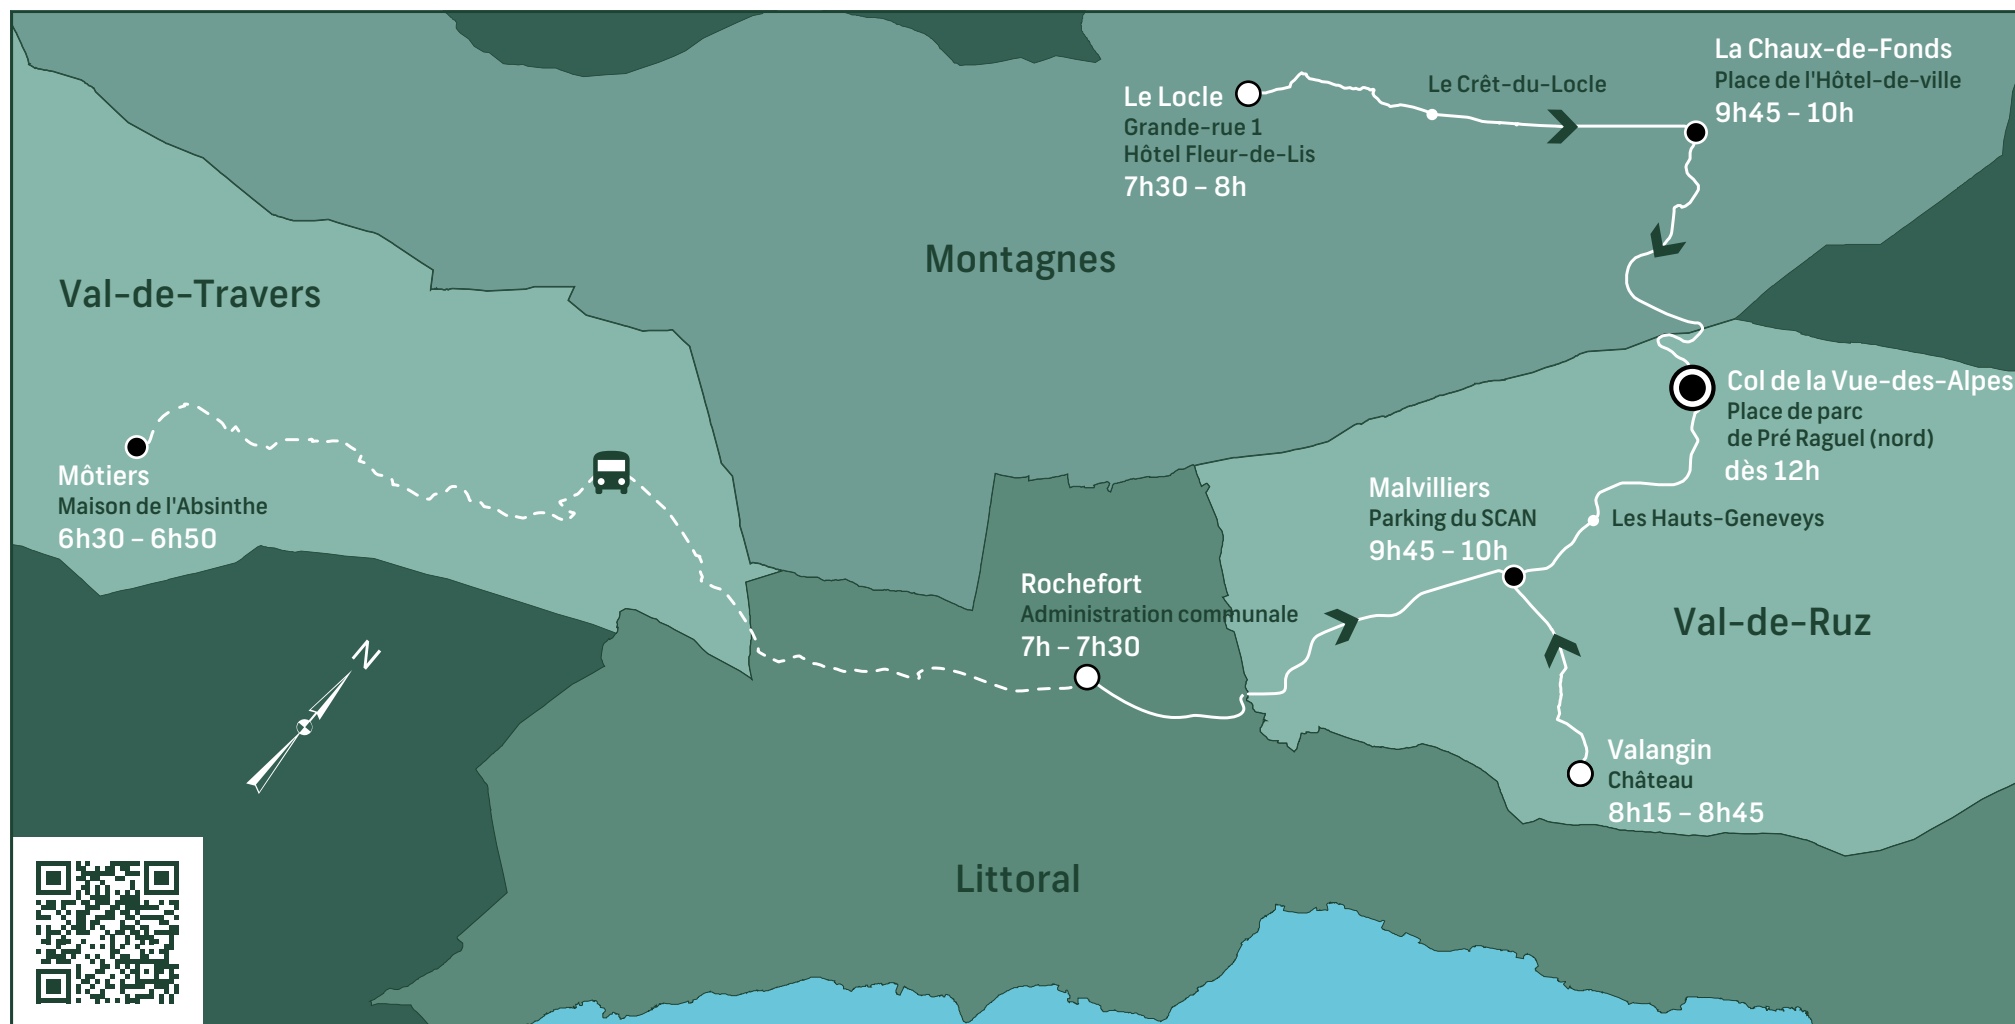 La Chaux-de-Fonds
Place de l'Hôtel-de-ville
9h45 – 10h
Le Crêt-du-Locle
Le Locle
Grande-rue 1
Hôtel Fleur-de-Lis
7h30 – 8h
Montagnes
Val-de-Travers
Col de la Vue-des-Alpes
Place de parc
de Pré Raguel (nord)
dès 12h
Môtiers
Maison de l'Absinthe
6h30 – 6h50
Malvilliers
Parking du SCAN
9h45 – 10h
Les Hauts-Geneveys
Rochefort
Administration communale
7h – 7h30
Val-de-Ruz
N
Valangin
Château
8h15 – 8h45
Littoral